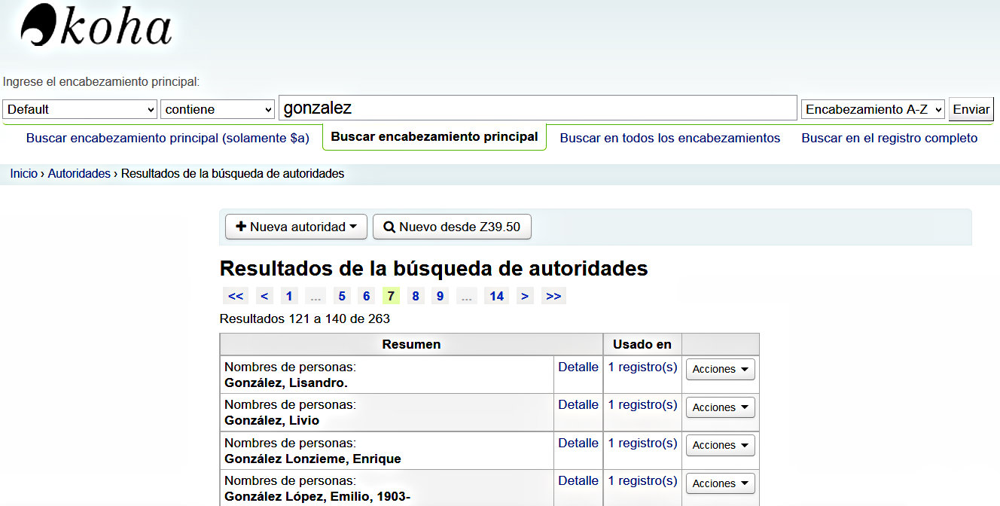 koha
Ingrese el encabezamiento principal:
Default contiene gonzalez Encabezamiento A-Z Enviar
Buscar encabezamiento principal (solamente $a) Buscar encabezamiento principal Buscar en todos los encabezamientos Buscar en el registro completo
Inicio › Autoridades › Resultados de la búsqueda de autoridades
Nueva autoridad Nuevo desde Z39.50
Resultados de la búsqueda de autoridades
<< < 1 ... 5 6 7 8 9 ... 14 > >>
Resultados 121 a 140 de 263
Resumen Usado en
Nombres de personas: Detalle 1 registro(s) Acciones
González, Lisandro.
Nombres de personas: Detalle 1 registro(s) Acciones
González, Livio
Nombres de personas: Detalle 1 registro(s) Acciones
González Lonzieme, Enrique
Nombres de personas: Detalle 1 registro(s) Acciones
González López, Emilio, 1903-